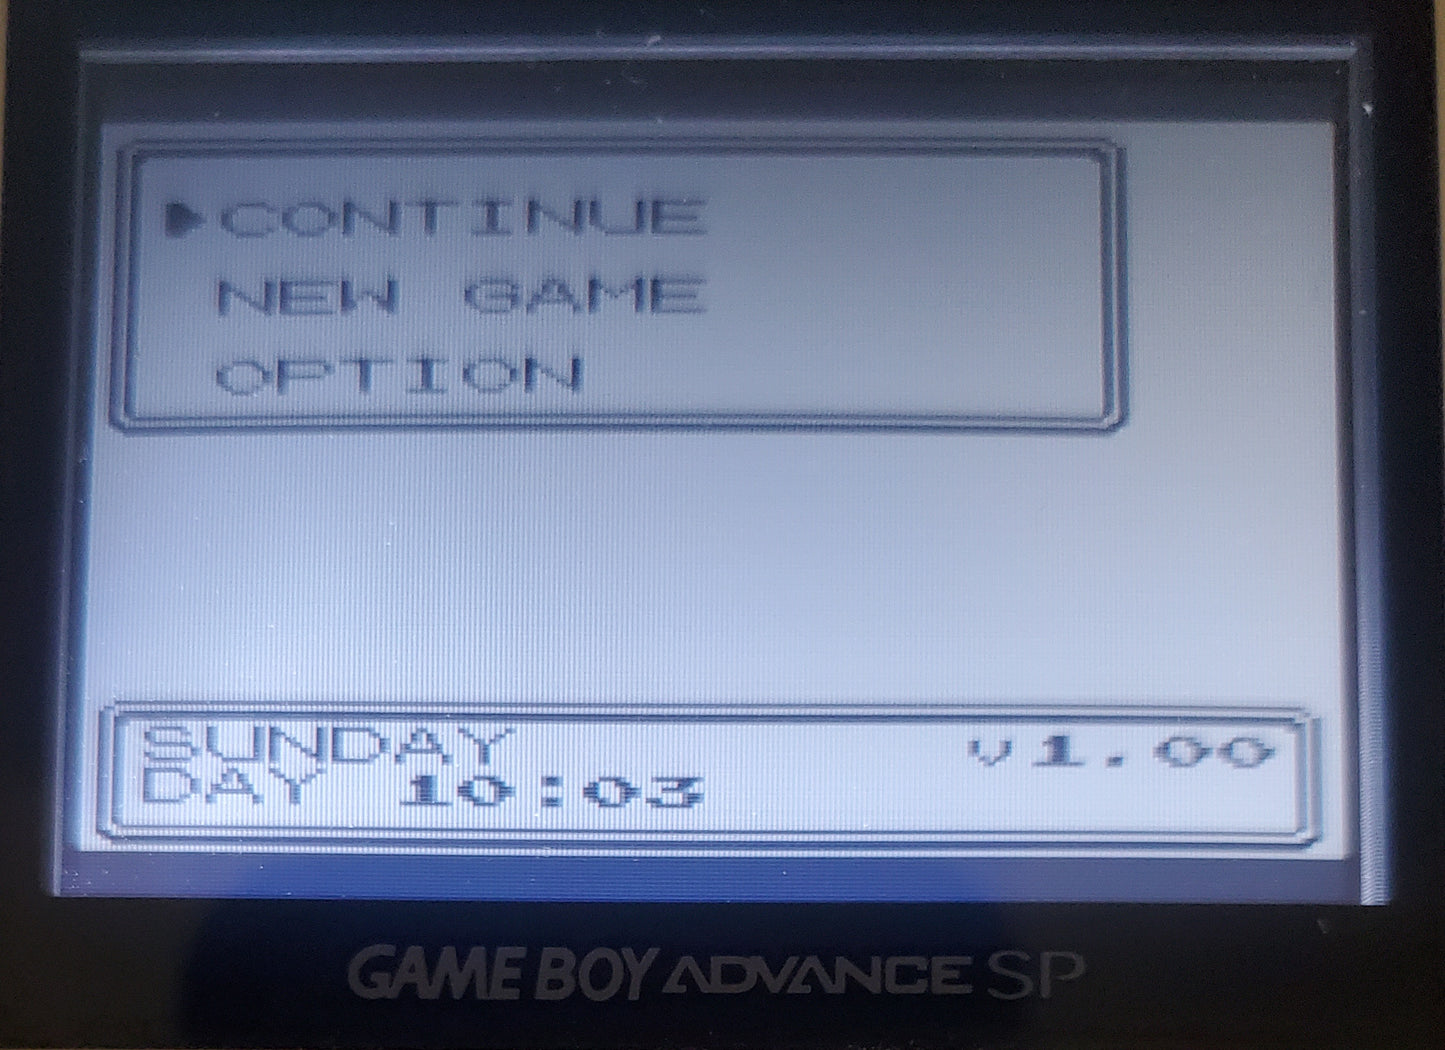 ▶CONTINUE
NEW GAME
OPTION
SUNDAY v1.00
DAY 10:03
GAME BOY ADVANCE SP